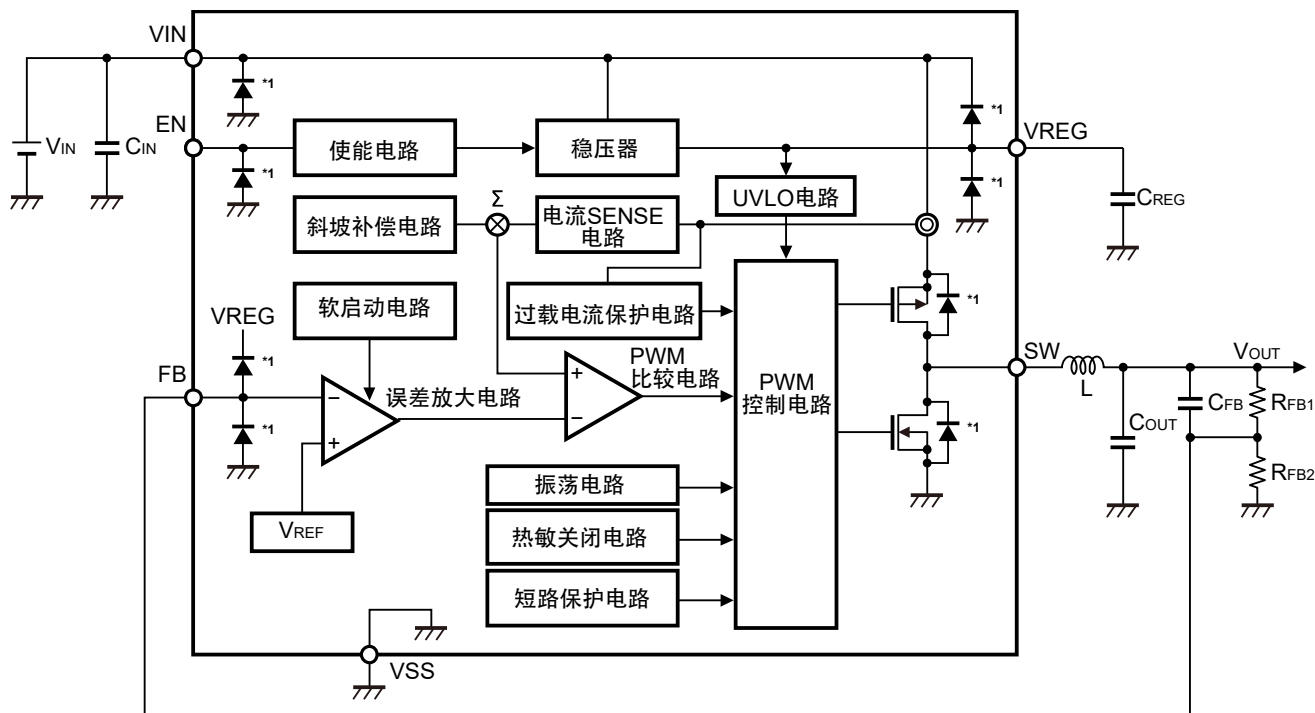 VIN
*1
*1
EN
VREG
VIN
CIN
使能电路
稳压器
*1
*1
UVLO电路
CREG
Σ
斜坡补偿电路
电流SENSE
电路
软启动电路
过载电流保护电路
*1
VREG
*1
FB
SW
VOUT
PWM
比较电路
+
−
误差放大电路
−
+
PWM
控制电路
L
CFB
RFB1
*1
*1
COUT
RFB2
振荡电路
VREF
热敏关闭电路
短路保护电路
VSS